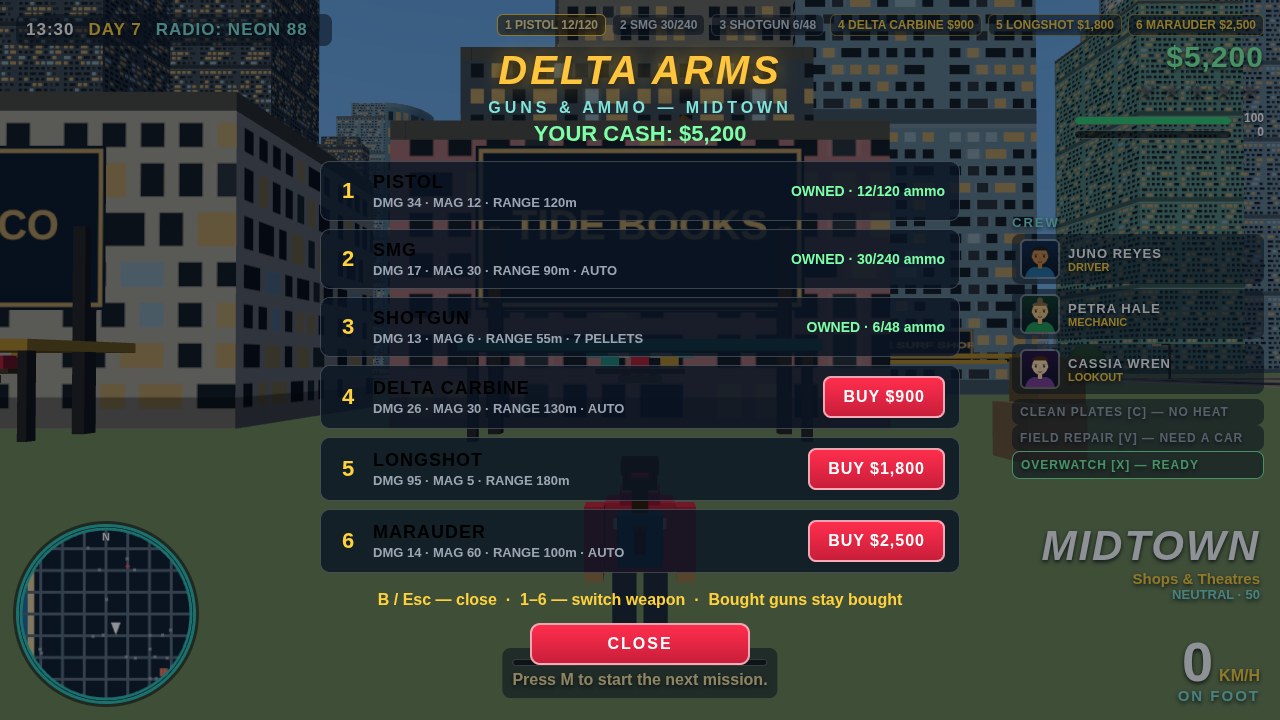 13:30 DAY 7 RADIO: NEON 88
1 PISTOL 12/120 2 SMG 30/240 3 SHOTGUN 6/48 4 DELTA CARBINE $900 5 LONGSHOT $1,800 6 MARAUDER $2,500
$5,200
100
0
DELTA ARMS
GUNS & AMMO — MIDTOWN
YOUR CASH: $5,200
1 PISTOL
DMG 34 · MAG 12 · RANGE 120m
OWNED · 12/120 ammo
2 SMG
DMG 17 · MAG 30 · RANGE 90m · AUTO
OWNED · 30/240 ammo
3 SHOTGUN
DMG 13 · MAG 6 · RANGE 55m · 7 PELLETS
OWNED · 6/48 ammo
4 DELTA CARBINE
DMG 26 · MAG 30 · RANGE 130m · AUTO
BUY $900
5 LONGSHOT
DMG 95 · MAG 5 · RANGE 180m
BUY $1,800
6 MARAUDER
DMG 14 · MAG 60 · RANGE 100m · AUTO
BUY $2,500
B / Esc — close · 1–6 — switch weapon · Bought guns stay bought
CLOSE
Press M to start the next mission.
CO
TIDE BOOKS
SURF SHOP
CREW
JUNO REYES
DRIVER
PETRA HALE
MECHANIC
CASSIA WREN
LOOKOUT
CLEAN PLATES [C] — NO HEAT
FIELD REPAIR [V] — NEED A CAR
OVERWATCH [X] — READY
N
MIDTOWN
Shops & Theatres
NEUTRAL · 50
0 KM/H
ON FOOT